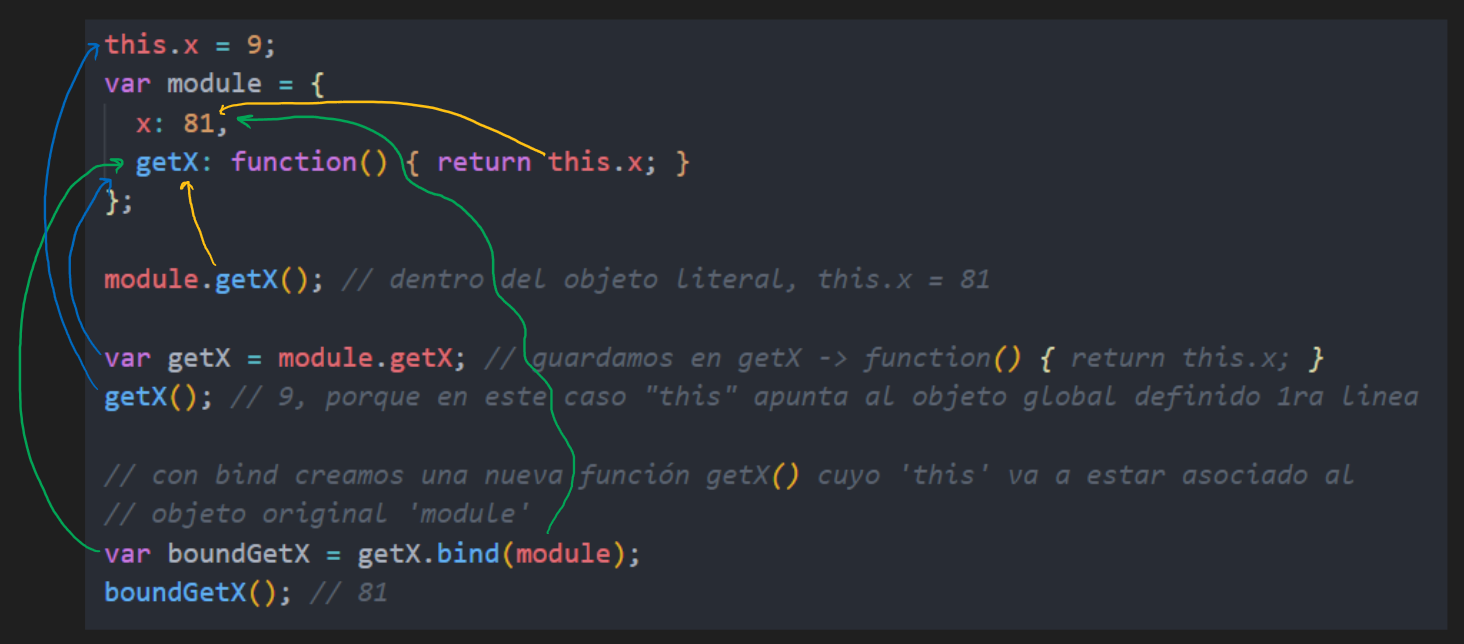 this.x = 9;
var module = {
  x: 81,
  getX: function() { return this.x; }
};
module.getX(); // dentro del objeto literal, this.x = 81
var getX = module.getX; // guardamos en getX -> function() { return this.x; }
getX(); // 9, porque en este caso "this" apunta al objeto global definido 1ra linea
// con bind creamos una nueva función getX() cuyo 'this' va a estar asociado al
// objeto original 'module'
var boundGetX = getX.bind(module);
boundGetX(); // 81